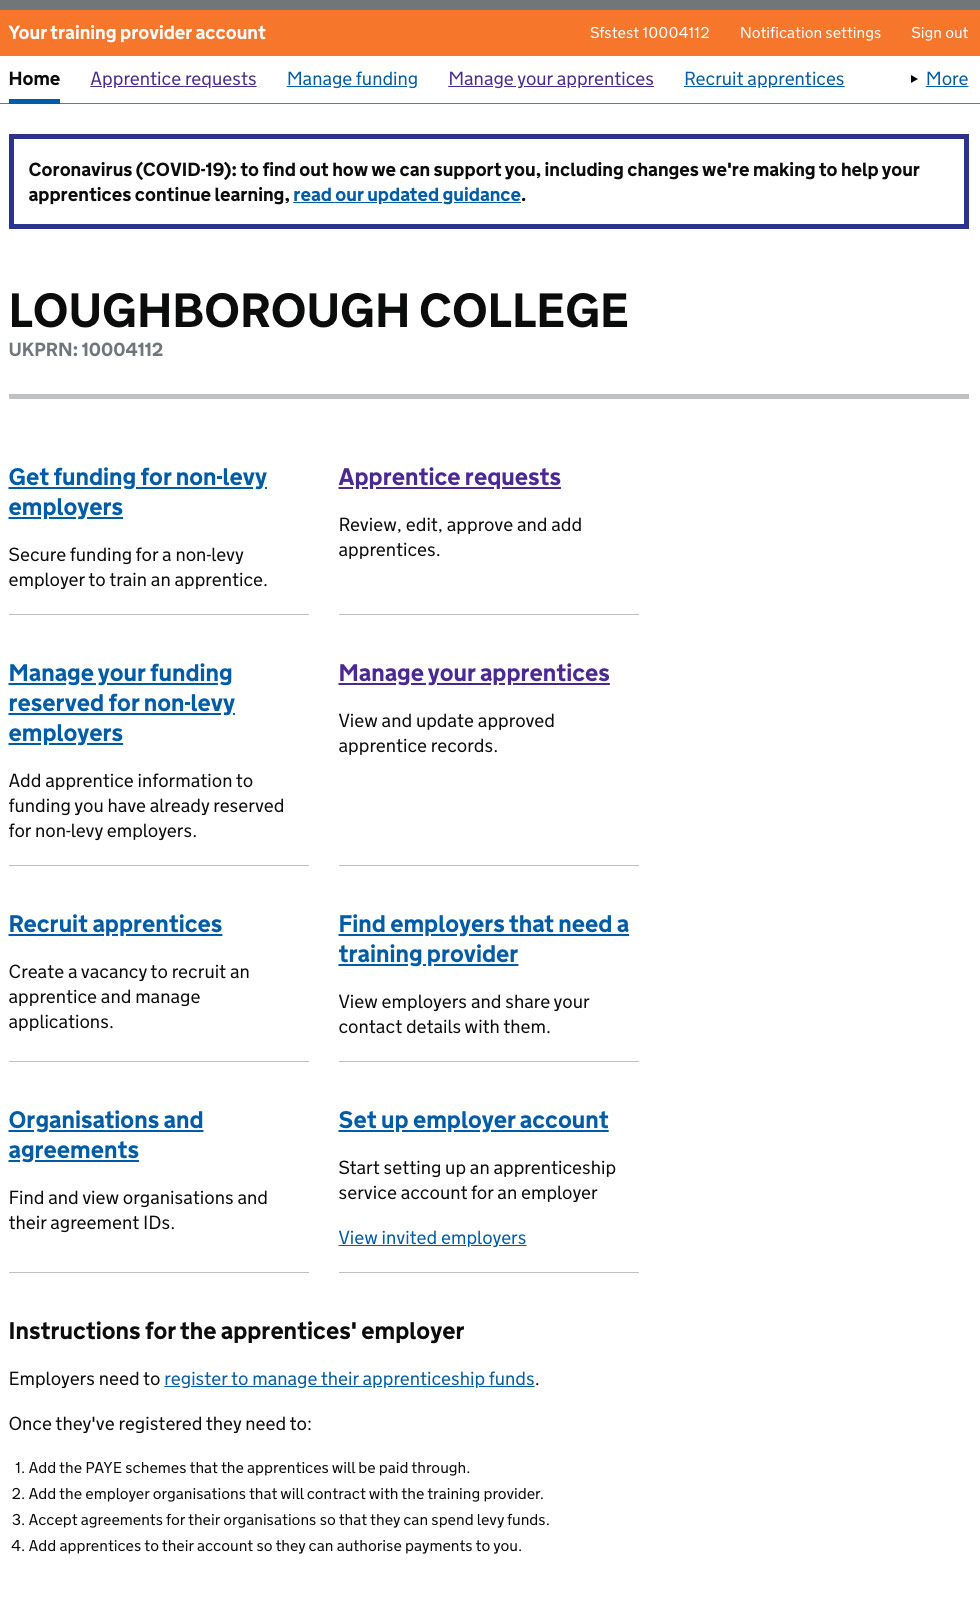 Your training provider account
Sfstest 10004112
Notification settings
Sign out
Home
Apprentice requests
Manage funding
Manage your apprentices
Recruit apprentices
More
Coronavirus (COVID-19): to find out how we can support you, including changes we're making to help your
apprentices continue learning, read our updated guidance.
LOUGHBOROUGH COLLEGE
UKPRN: 10004112
Get funding for non-levy
employers
Secure funding for a non-levy
employer to train an apprentice.
Apprentice requests
Review, edit, approve and add
apprentices.
Manage your funding
reserved for non-levy
employers
Add apprentice information to
funding you have already reserved
for non-levy employers.
Manage your apprentices
View and update approved
apprentice records.
Recruit apprentices
Create a vacancy to recruit an
apprentice and manage
applications.
Find employers that need a
training provider
View employers and share your
contact details with them.
Organisations and
agreements
Find and view organisations and
their agreement IDs.
Set up employer account
Start setting up an apprenticeship
service account for an employer
View invited employers
Instructions for the apprentices' employer
Employers need to register to manage their apprenticeship funds.
Once they've registered they need to:
1. Add the PAYE schemes that the apprentices will be paid through.
2. Add the employer organisations that will contract with the training provider.
3. Accept agreements for their organisations so that they can spend levy funds.
4. Add apprentices to their account so they can authorise payments to you.